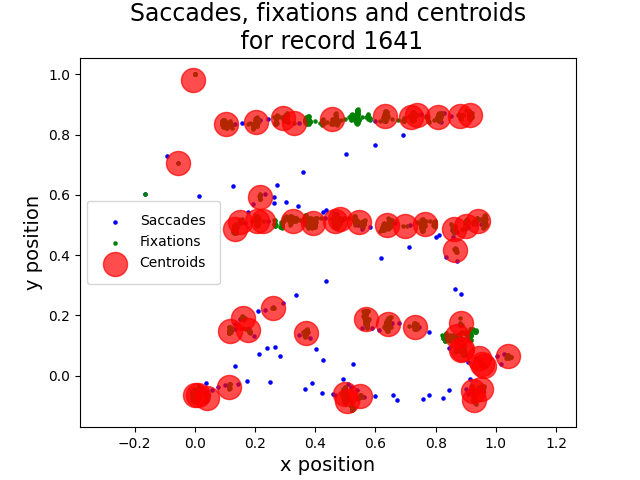 Saccades, fixations and centroids
for record 1641
1.0
0.8
0.6
0.4
0.2
0.0
y position
Saccades
Fixations
Centroids
−0.2
0.0
0.2
0.4
0.6
0.8
1.0
1.2
x position